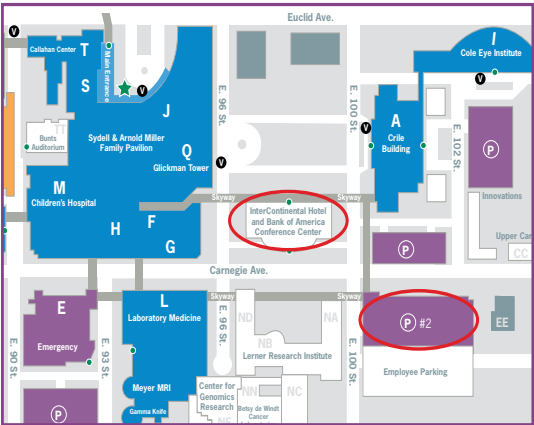 Euclid Ave.
V
Callahan Center
T
Main Entrance
S
V
J
I
Cole Eye Institute
V
E. 96 St.
E. 100 St.
V
A
Crile
Building
E. 102 St.
P
TT
Bunts
Auditorium
Sydell & Arnold Miller
Family Pavilion
Q
Glickman Tower
V
M
Children's Hospital
Skyway
Skyway
Innovations
InterContinental Hotel
and Bank of America
Conference Center
H
F
G
P
Upper Car
CC
Carnegie Ave.
E
Emergency
L
Laboratory Medicine
Skyway
Skyway
E. 96 St.
ND
NA
NB
Lerner Research Institute
P #2
EE
E. 90 St.
E. 93 St.
E. 100 St.
Employee Parking
Meyer MRI
Gamma Knife
Center for
Genomics
Research
NN
NC
Betsy de Windt
Cancer
P